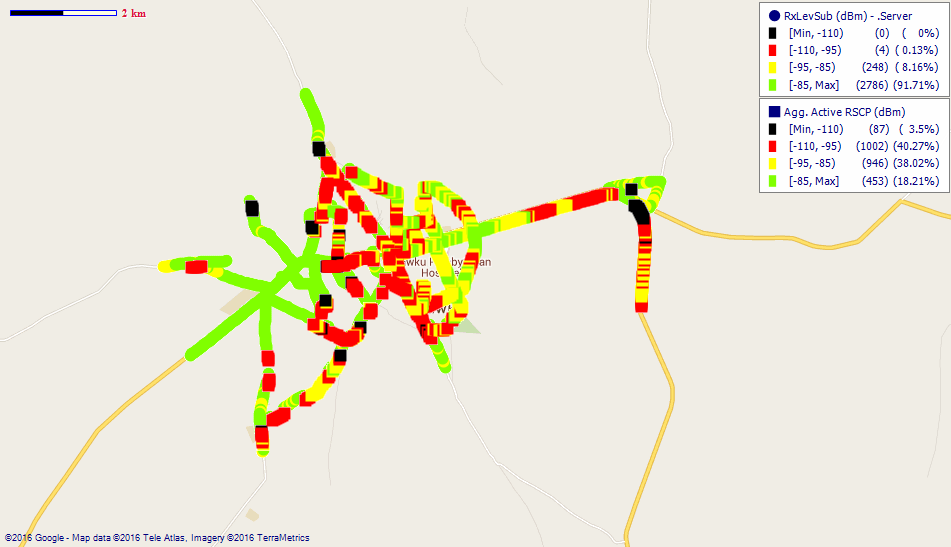 2 km
RxLevSub (dBm) - .Server
[Min, -110) (0) ( 0%)
[-110, -95) (4) ( 0.13%)
[-95, -85) (248) ( 8.16%)
[-85, Max] (2786) (91.71%)
Agg. Active RSCP (dBm)
[Min, -110) (87) ( 3.5%)
[-110, -95) (1002) (40.27%)
[-95, -85) (946) (38.02%)
[-85, Max] (453) (18.21%)
©2016 Google - Map data ©2016 Tele Atlas, Imagery ©2016 TerraMetrics